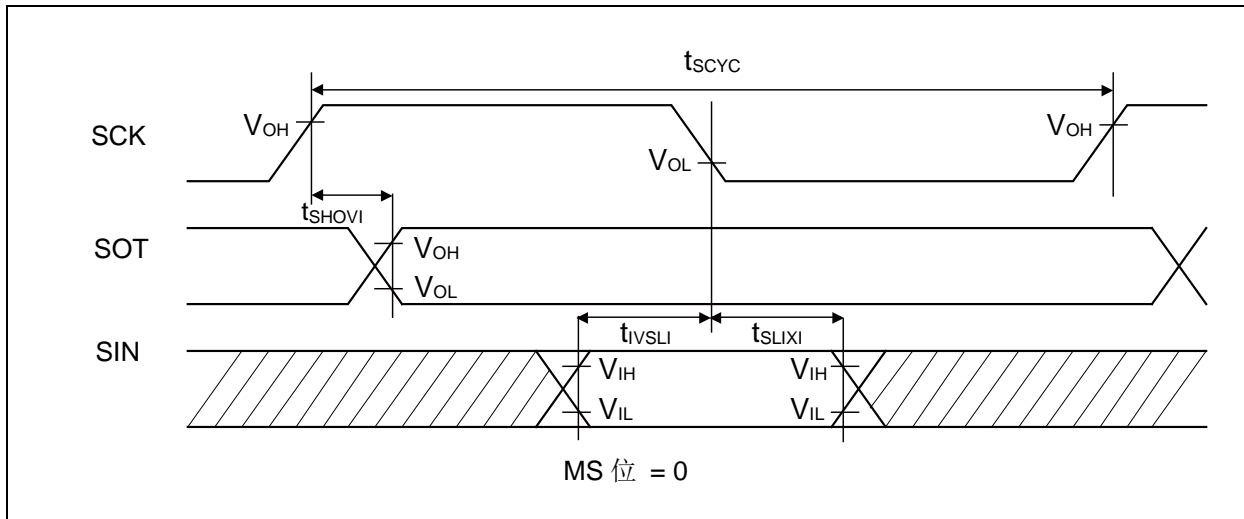 tSCYC
SCK
VOH
VOL
VOH
tSHOVI
SOT
VOH
VOL
SIN
tIVSLI
tSLIXI
VIH
VIH
VIL
VIL
MS 位 = 0